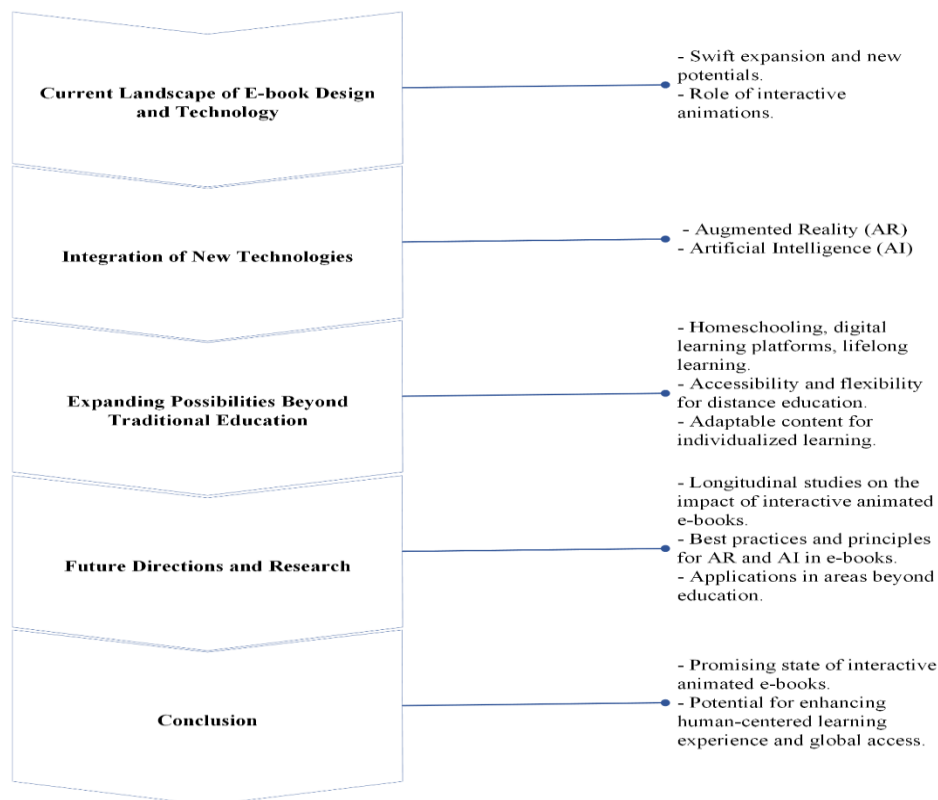 Current Landscape of E-book Design
and Technology
- Swift expansion and new
potentials.
- Role of interactive
animations.
Integration of New Technologies
- Augmented Reality (AR)
- Artificial Intelligence (AI)
Expanding Possibilities Beyond
Traditional Education
- Homeschooling, digital
learning platforms, lifelong
learning.
- Accessibility and flexibility
for distance education.
- Adaptable content for
individualized learning.
Future Directions and Research
- Longitudinal studies on the
impact of interactive animated
e-books.
- Best practices and principles
for AR and AI in e-books.
- Applications in areas beyond
education.
Conclusion
- Promising state of interactive
animated e-books.
- Potential for enhancing
human-centered learning
experience and global access.